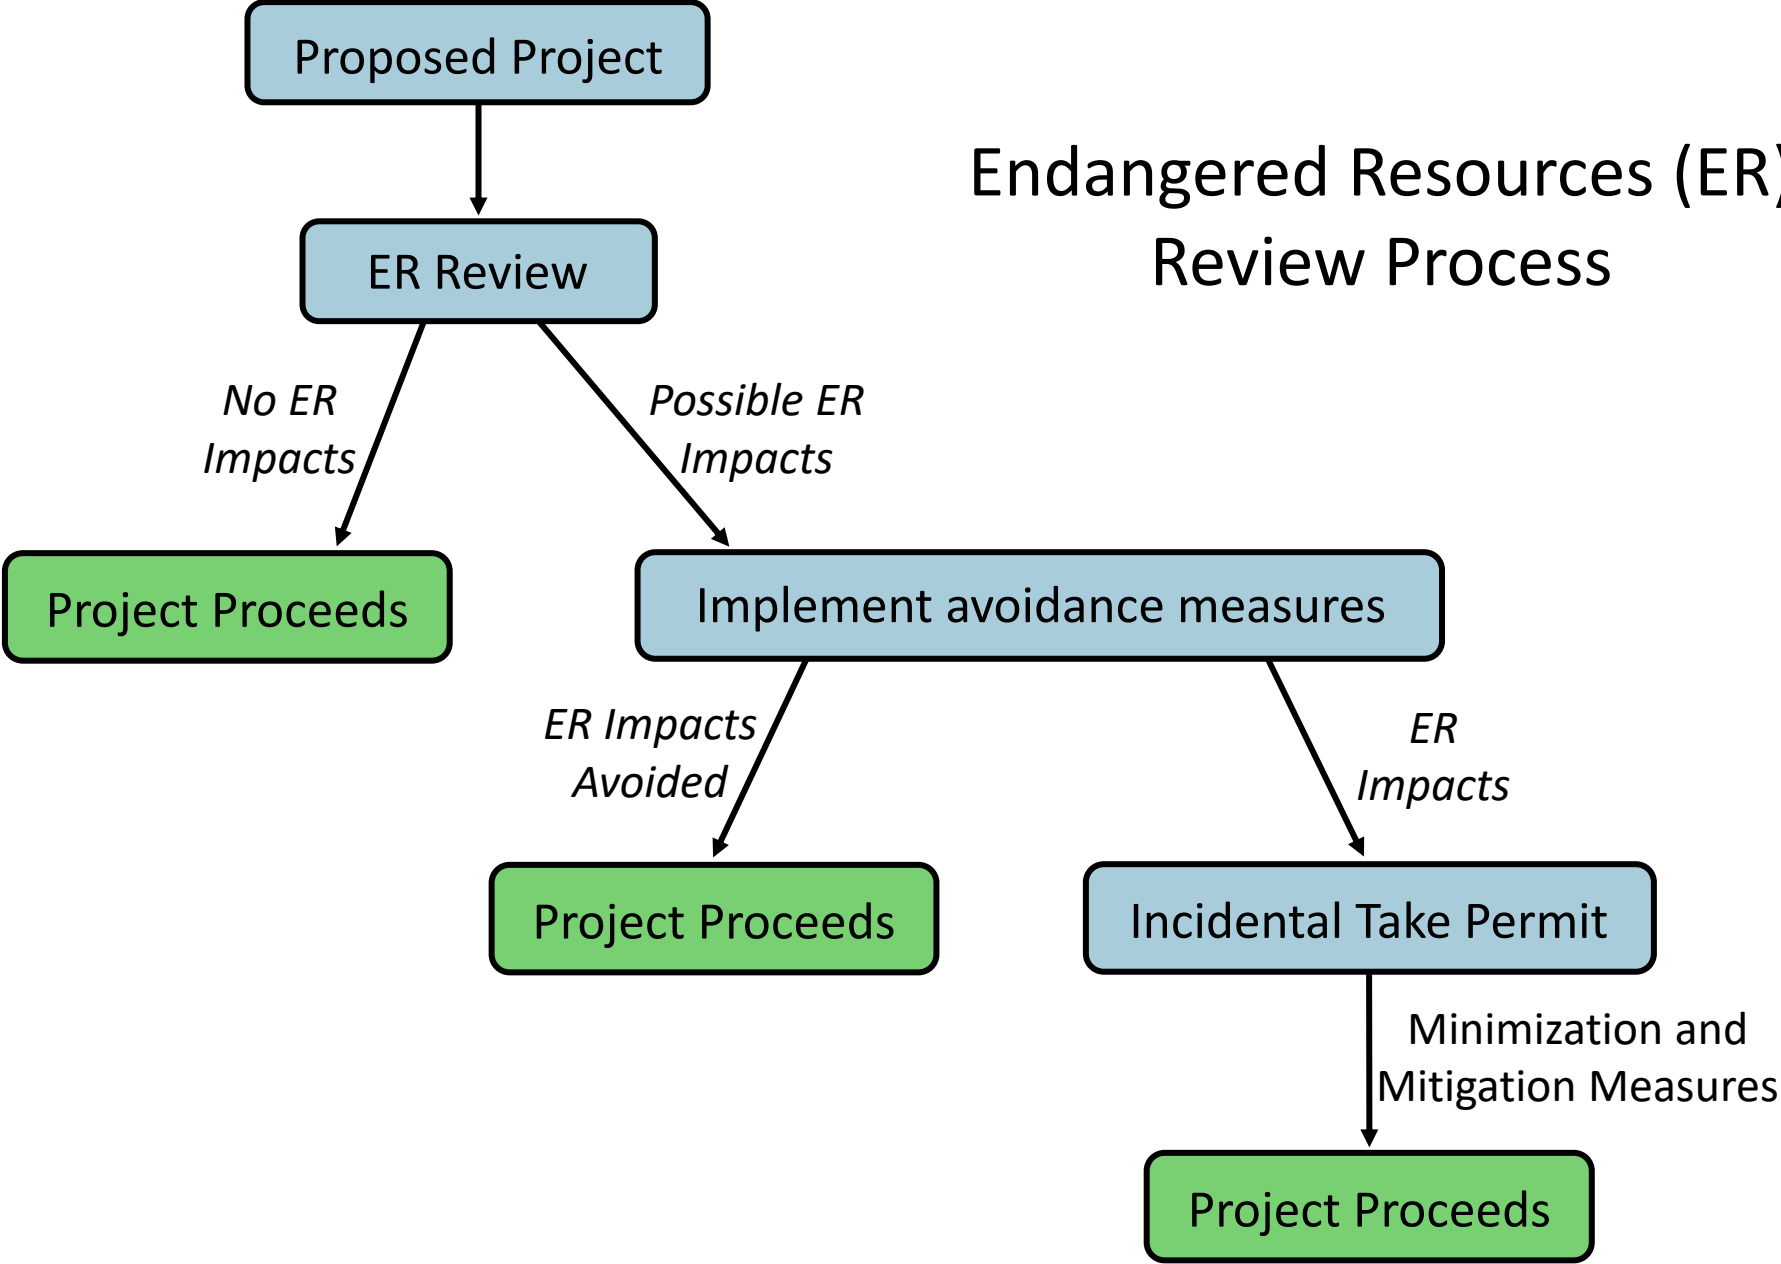 Proposed Project
Endangered Resources (ER)
Review Process
ER Review
No ER
Impacts
Possible ER
Impacts
Project Proceeds
Implement avoidance measures
ER Impacts
Avoided
ER
Impacts
Project Proceeds
Incidental Take Permit
Minimization and
Mitigation Measures
Project Proceeds